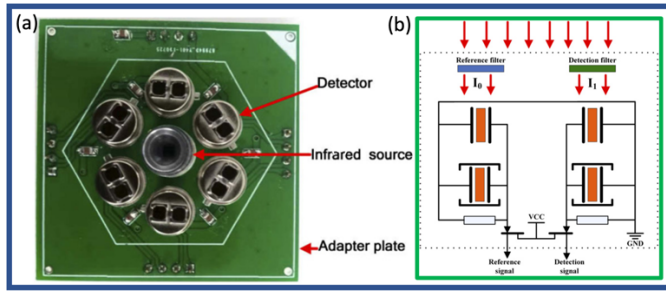 (a)
Detector
Infrared source
Adapter plate
(b)
Reference filter
Detection filter
I₀
I₁
VCC
GND
Reference
signal
Detection
signal